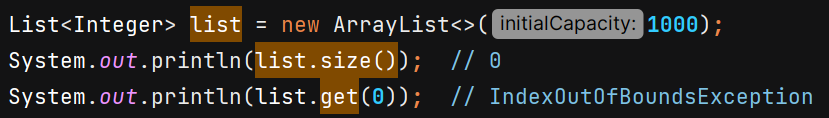 List<Integer> list = new ArrayList<>( initialCapacity: 1000);
System.out.println(list.size());  // 0
System.out.println(list.get(0));  // IndexOutOfBoundsException